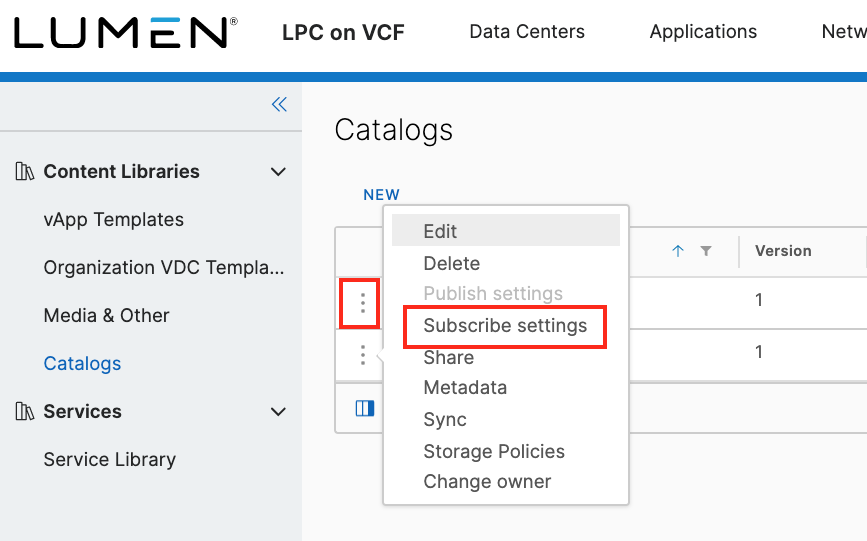 LUMEN®
LPC on VCF
Data Centers
Applications
Netw
Content Libraries
vApp Templates
Organization VDC Templa...
Media & Other
Catalogs
Services
Service Library
Catalogs
NEW
Version
1
1
Edit
Delete
Publish settings
Subscribe settings
Share
Metadata
Sync
Storage Policies
Change owner